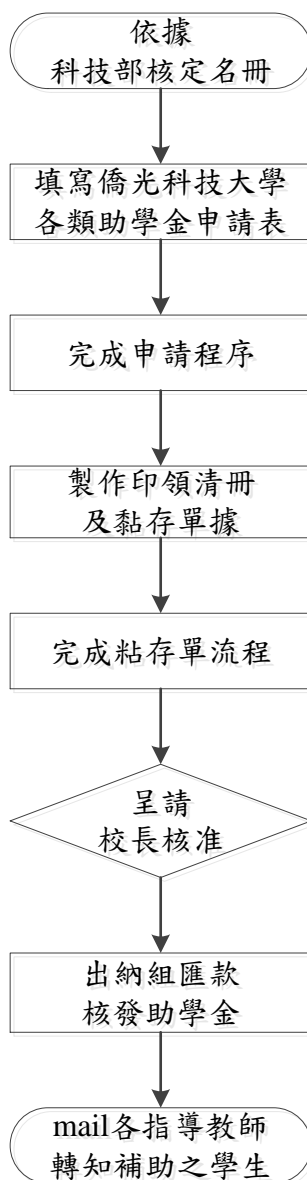 依據
科技部核定名冊
填寫僑光科技大學
各類助學金申請表
完成申請程序
製作印領清冊
及黏存單據
完成粘存單流程
呈請
校長核准
出納組匯款
核發助學金
mail各指導教師
轉知補助之學生